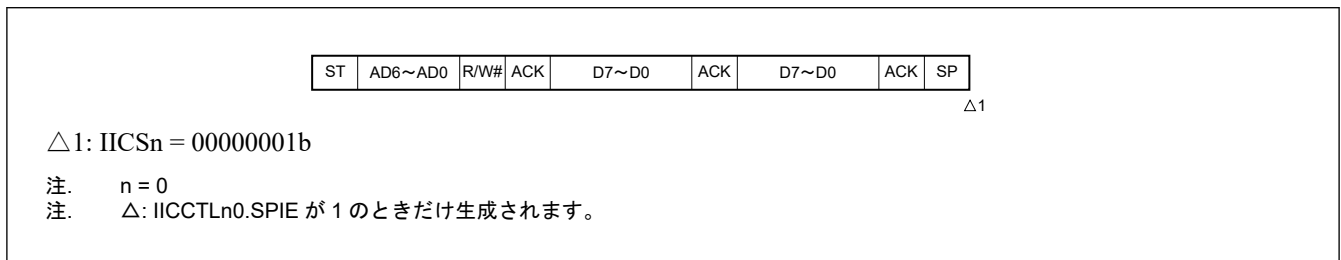 ST AD6～AD0 R/W# ACK D7～D0 ACK D7～D0 ACK SP
△1
△1: IICSn = 00000001b
注. n = 0
注. △: IICCTLn0.SPIE が 1 のときだけ生成されます。